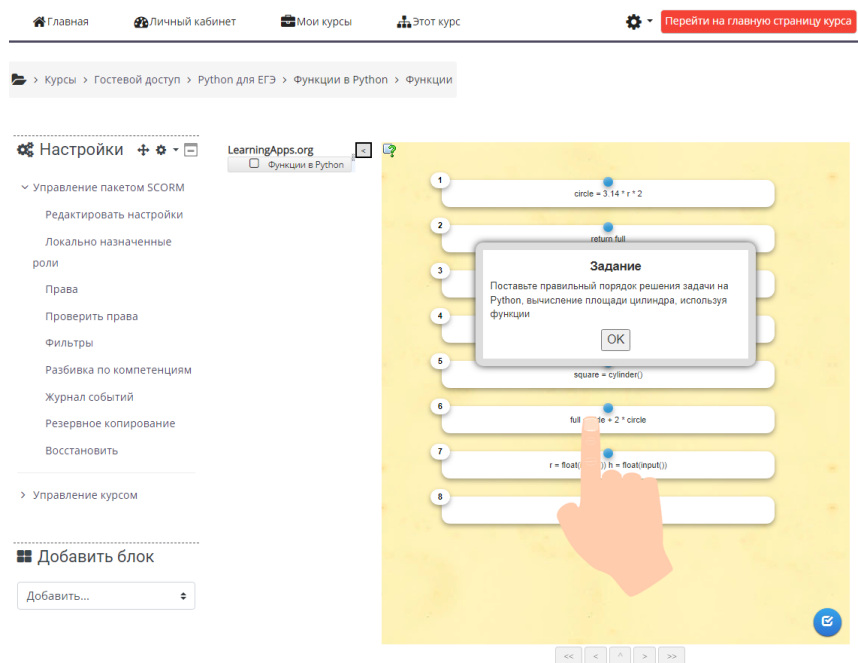 Главная Личный кабинет Мои курсы Этот курс Перейти на главную страницу курса
> Курсы > Гостевой доступ > Python для ЕГЭ > Функции в Python > Функции
Настройки
Управление пакетом SCORM
Редактировать настройки
Локально назначенные
роли
Права
Проверить права
Фильтры
Разбивка по компетенциям
Журнал событий
Резервное копирование
Восстановить
Управление курсом
Добавить блок
Добавить...
LearningApps.org <
Функции в Python
1
circle = 3.14 * r * 2
2
return full
3
4
Задание
Поставьте правильный порядок решения задачи на
Python, вычисление площади цилиндра, используя
функции
OK
5
square = cylinder()
6
full + 2 * circle
7
r = float( )) h = float(input())
8
<< < ^ > >>